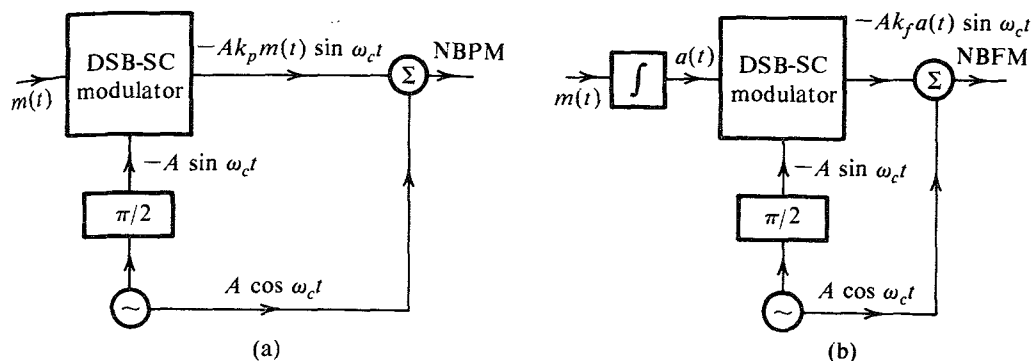 −Ak_p m(t) sin ω_c t
NBPM
DSB-SC
modulator
m(t)
Σ
−A sin ω_c t
π/2
~
A cos ω_c t
(a)
−Ak_f a(t) sin ω_c t
NBFM
a(t)
DSB-SC
modulator
∫
m(t)
Σ
−A sin ω_c t
π/2
~
A cos ω_c t
(b)